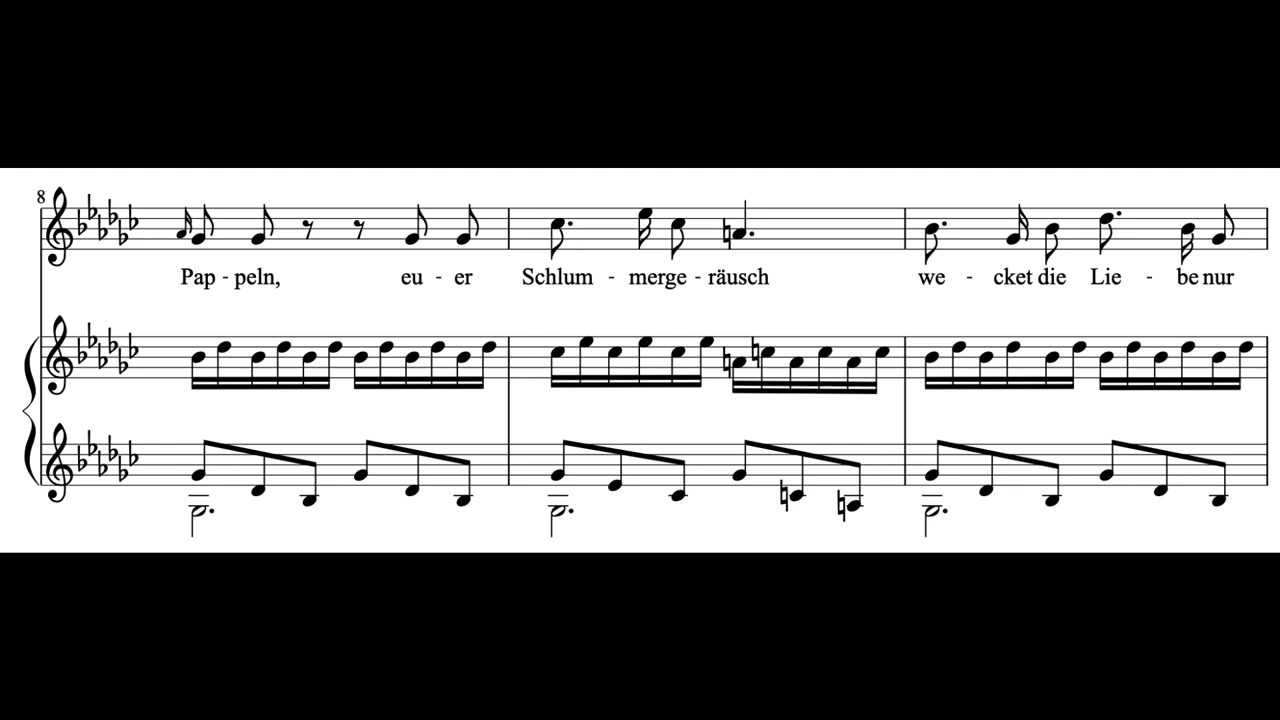 8
Pap - peln, eu - er Schlum - merge - räusch we - cket die Lie - be nur